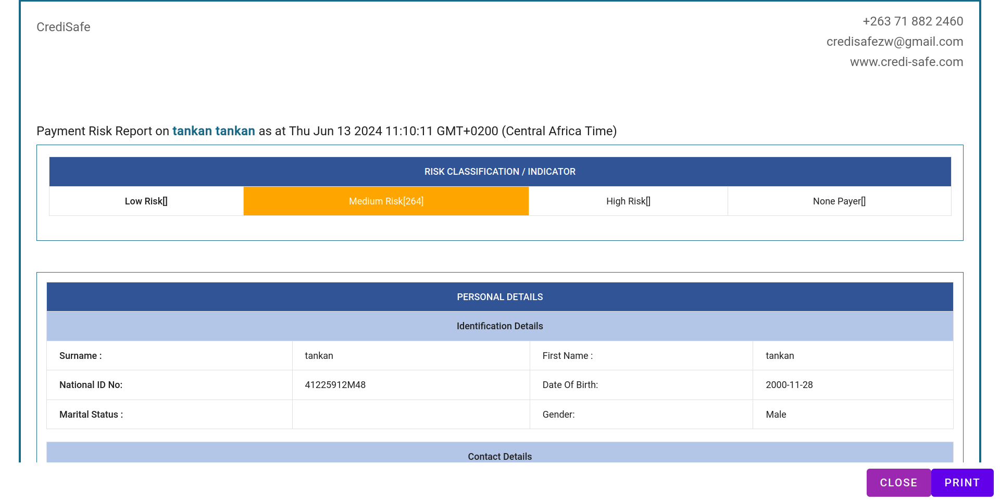 CrediSafe
+263 71 882 2460
credisafezw@gmail.com
www.credi-safe.com
Payment Risk Report on tankan tankan as at Thu Jun 13 2024 11:10:11 GMT+0200 (Central Africa Time)
RISK CLASSIFICATION / INDICATOR
Low Risk[] Medium Risk[264] High Risk[] None Payer[]
PERSONAL DETAILS
Identification Details
Surname : tankan First Name : tankan
National ID No: 41225912M48 Date Of Birth: 2000-11-28
Marital Status : Gender: Male
Contact Details
CLOSE PRINT